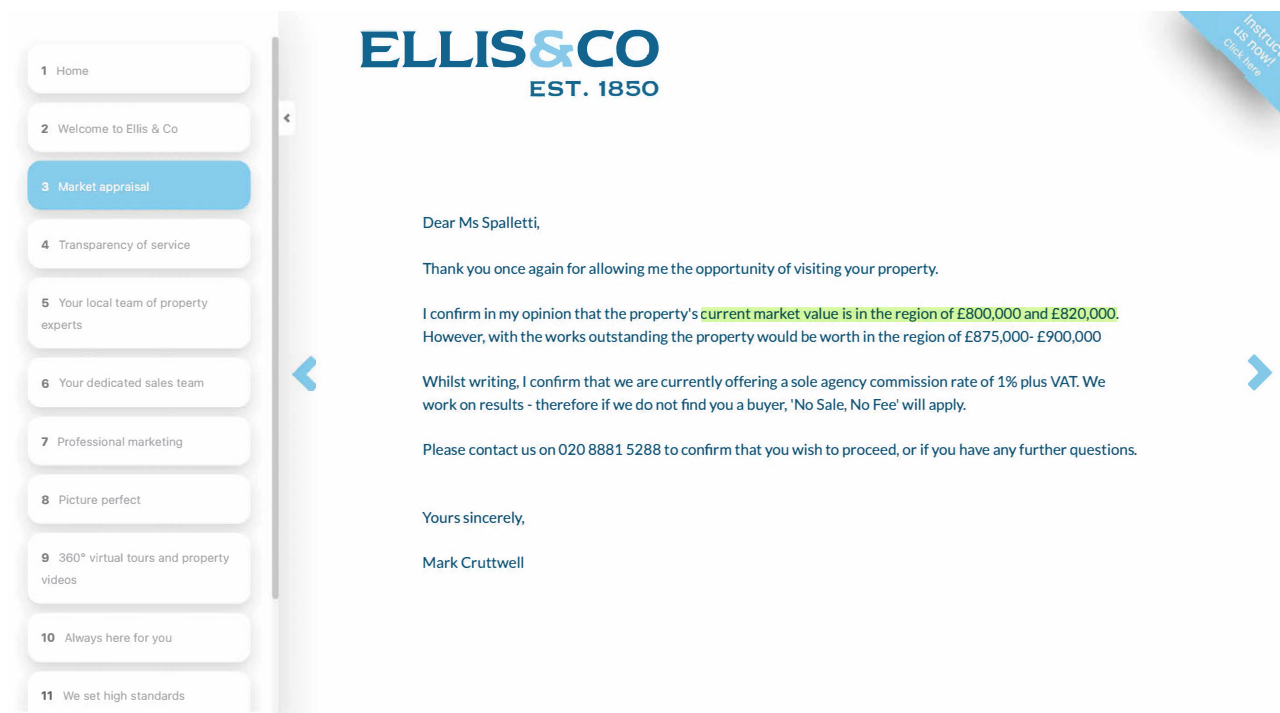 1 Home
2 Welcome to Ellis & Co
3 Market appraisal
4 Transparency of service
5 Your local team of property
experts
6 Your dedicated sales team
7 Professional marketing
8 Picture perfect
9 360° virtual tours and property
videos
10 Always here for you
11 We set high standards
ELLIS&CO
EST. 1850
Instruct
us now!
Click here
Dear Ms Spalletti,
Thank you once again for allowing me the opportunity of visiting your property.
I confirm in my opinion that the property's current market value is in the region of £800,000 and £820,000.
However, with the works outstanding the property would be worth in the region of £875,000- £900,000
Whilst writing, I confirm that we are currently offering a sole agency commission rate of 1% plus VAT. We
work on results - therefore if we do not find you a buyer, 'No Sale, No Fee' will apply.
Please contact us on 020 8881 5288 to confirm that you wish to proceed, or if you have any further questions.
Yours sincerely,
Mark Cruttwell